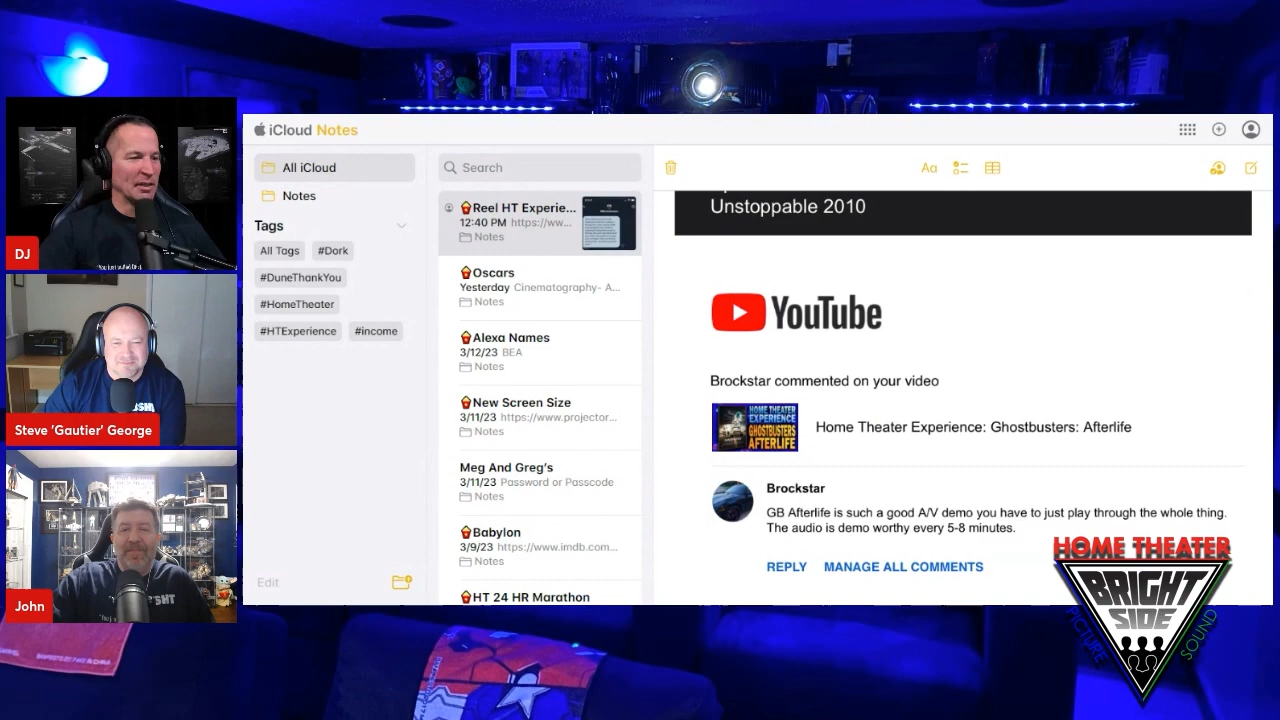 DJ
Steve 'Gautier' George
John
iCloud Notes
All iCloud
Notes
Tags
All Tags
#Dork
#DuneThankYou
#HomeTheater
#HTExperience
#income
Edit
Search
Reel HT Experie...
12:40 PM https://ww...
Notes
Oscars
Yesterday Cinematography- A...
Notes
Alexa Names
3/12/23 BEA
Notes
New Screen Size
3/11/23 https://www.projector...
Notes
Meg And Greg's
3/11/23 Password or Passcode
Notes
Babylon
3/9/23 https://www.imdb.com...
Notes
HT 24 HR Marathon
Aa
Unstoppable 2010
YouTube
Brockstar commented on your video
HOME THEATER
EXPERIENCE
GHOSTBUSTERS
AFTERLIFE
Home Theater Experience: Ghostbusters: Afterlife
Brockstar
GB Afterlife is such a good A/V demo you have to just play through the whole thing.
The audio is demo worthy every 5-8 minutes.
REPLY MANAGE ALL COMMENTS
HOME THEATER
BRIGHT
SIDE
PICTURE
SOUND